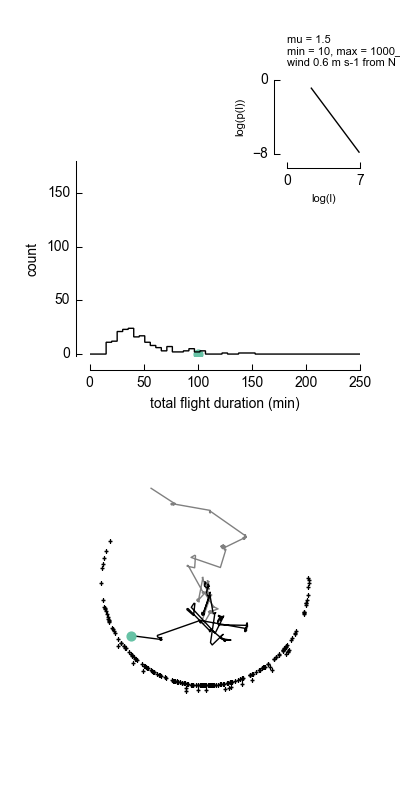 mu = 1.5
min = 10, max = 1000_
wind 0.6 m s-1 from N
0
log(p(l))
−8
0
7
log(l)
150
100
50
0
count
0
50
100
150
200
250
total flight duration (min)